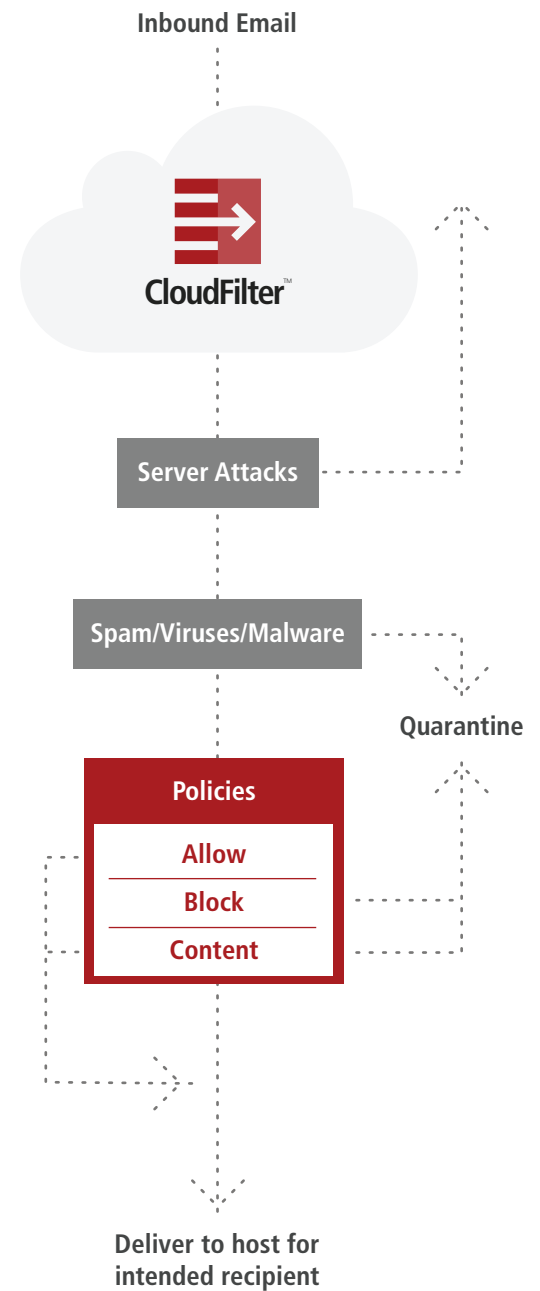 Inbound Email
CloudFilter™
Server Attacks
Spam/Viruses/Malware
Quarantine
Policies
Allow
Block
Content
Deliver to host for
intended recipient